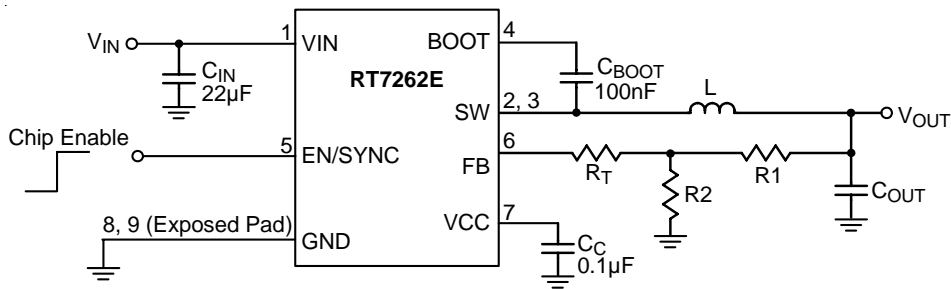 VIN
1
VIN
CIN
22μF
Chip Enable
5
EN/SYNC
8, 9 (Exposed Pad)
GND
RT7262E
BOOT
4
CBOOT
100nF
SW
2, 3
L
VOUT
FB
6
RT
R2
R1
COUT
VCC
7
CC
0.1μF